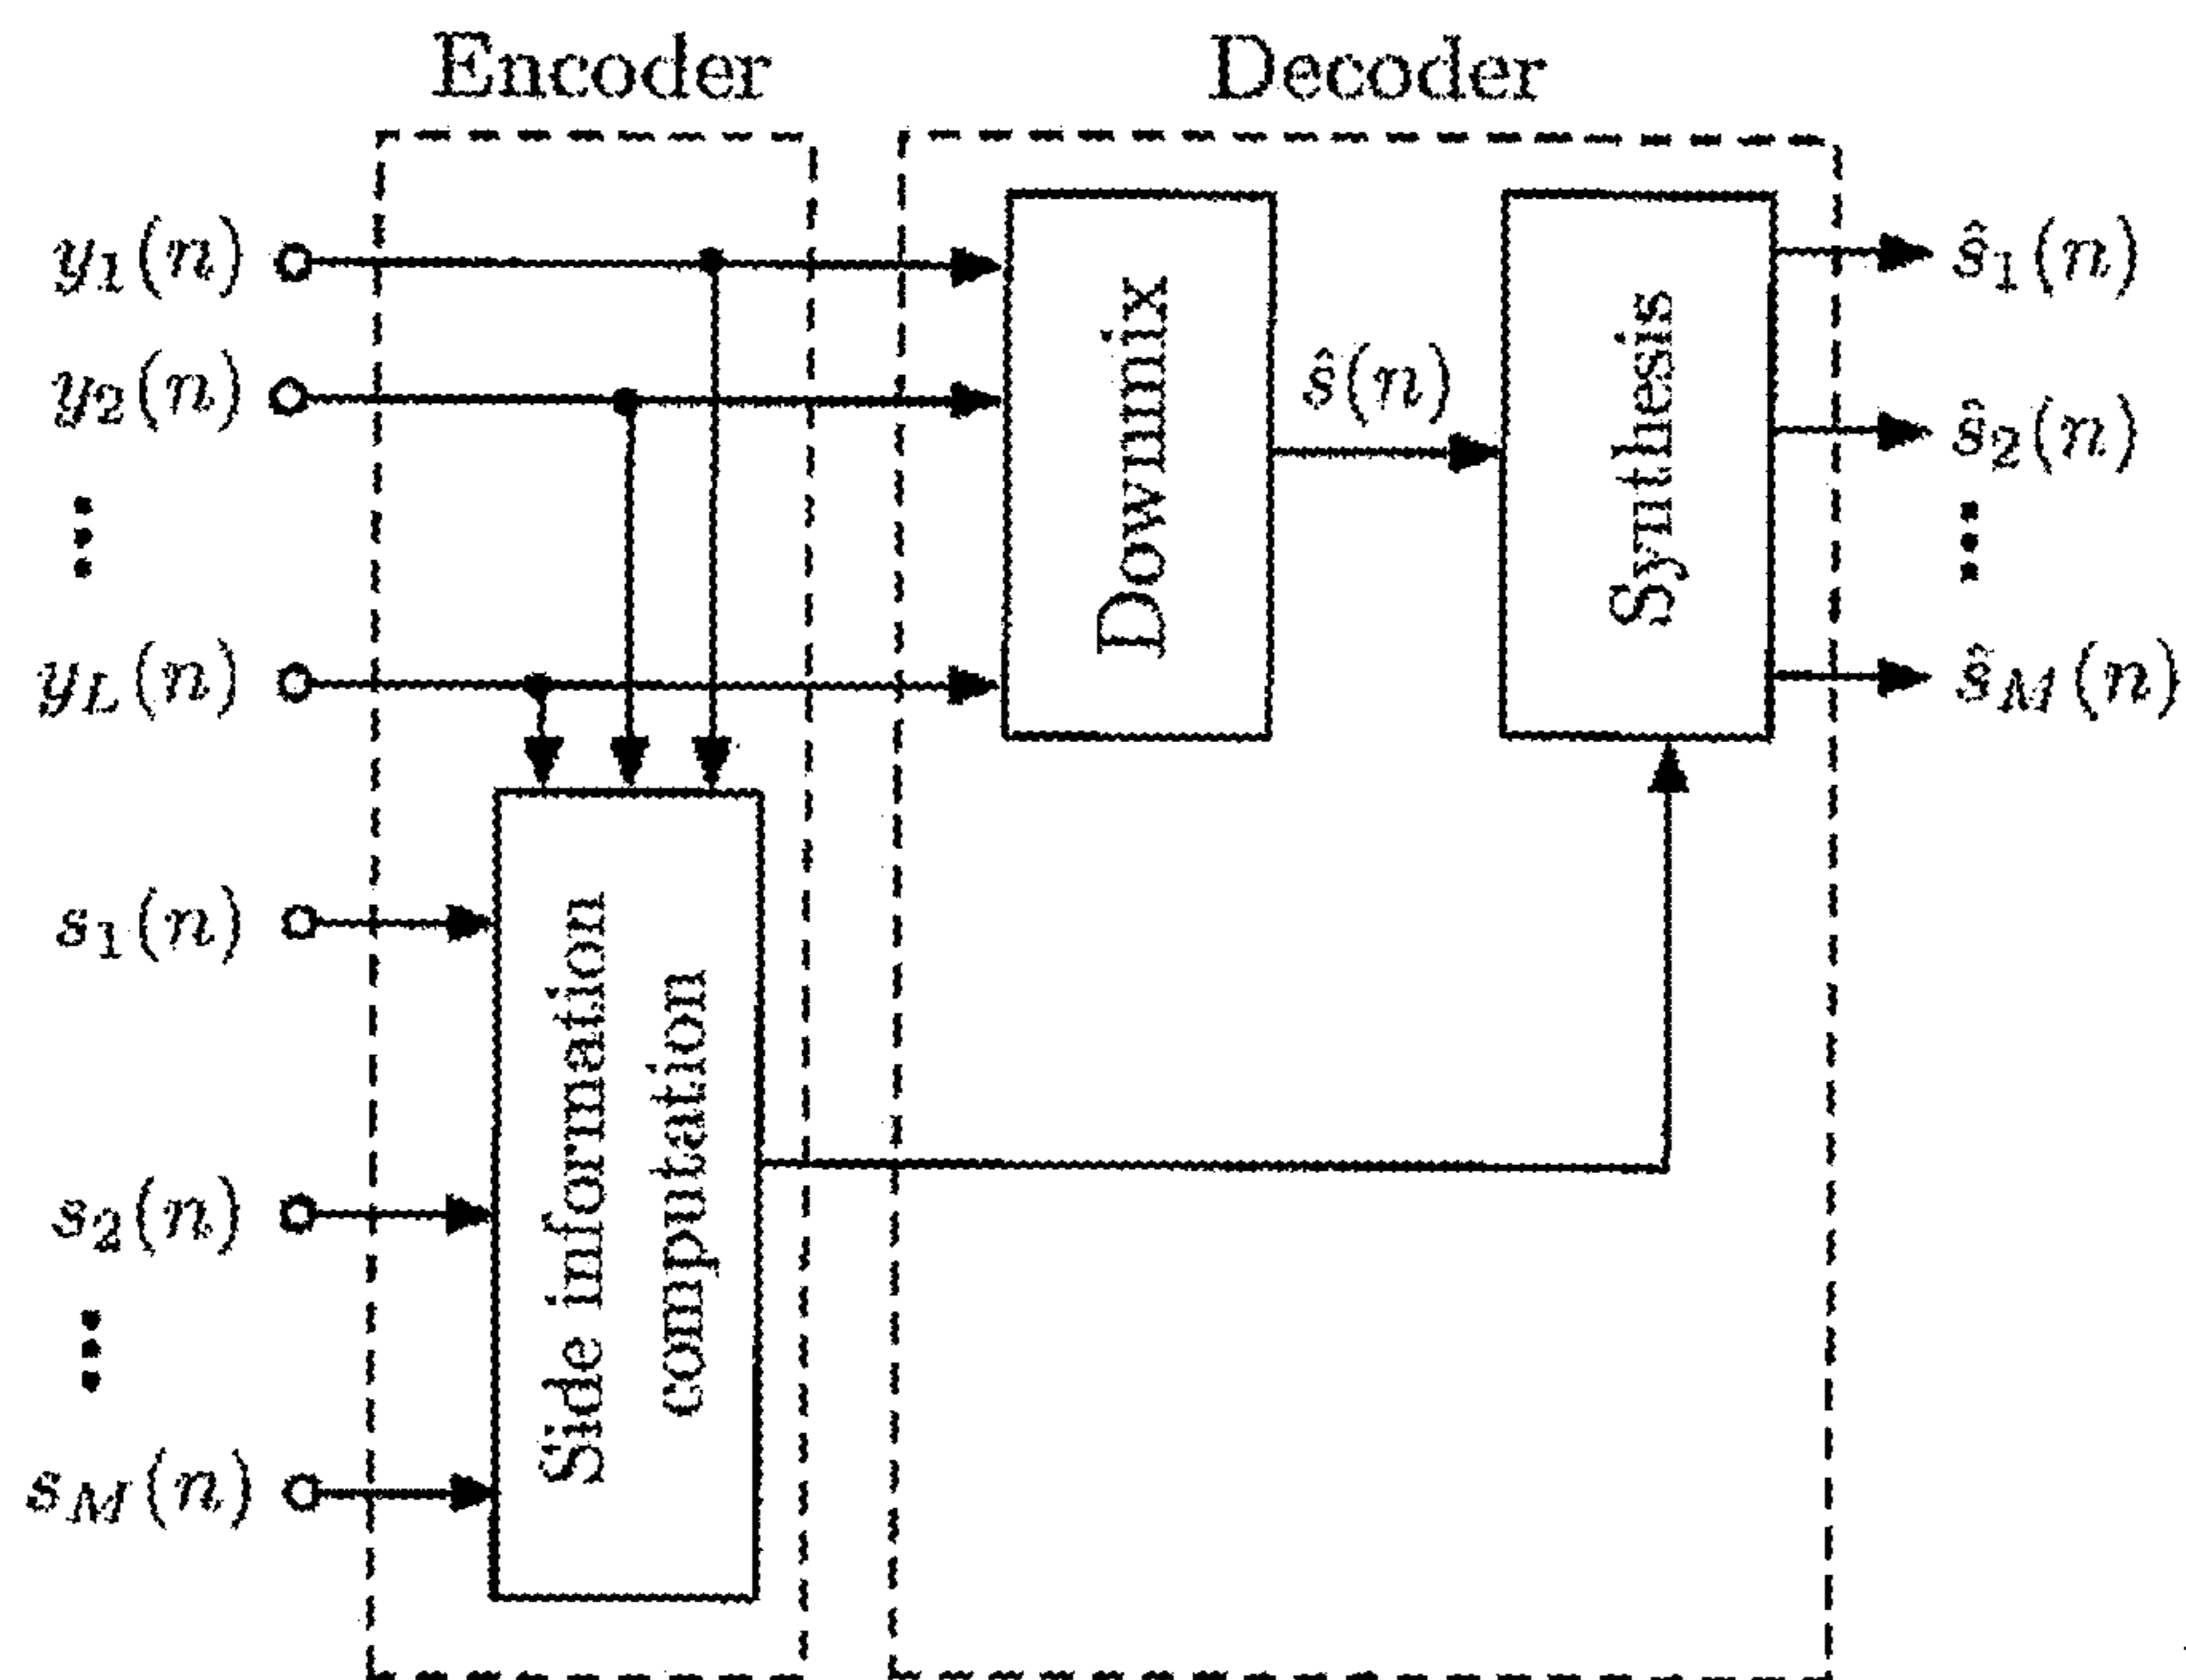 Encoder
Decoder
y₁(n)
y₂(n)
⋮
y_L(n)
s₁(n)
s₂(n)
⋮
s_M(n)
Side information
computation
Downmix
ŝ(n)
Synthesis
ŝ₁(n)
ŝ₂(n)
⋮
ŝ_M(n)